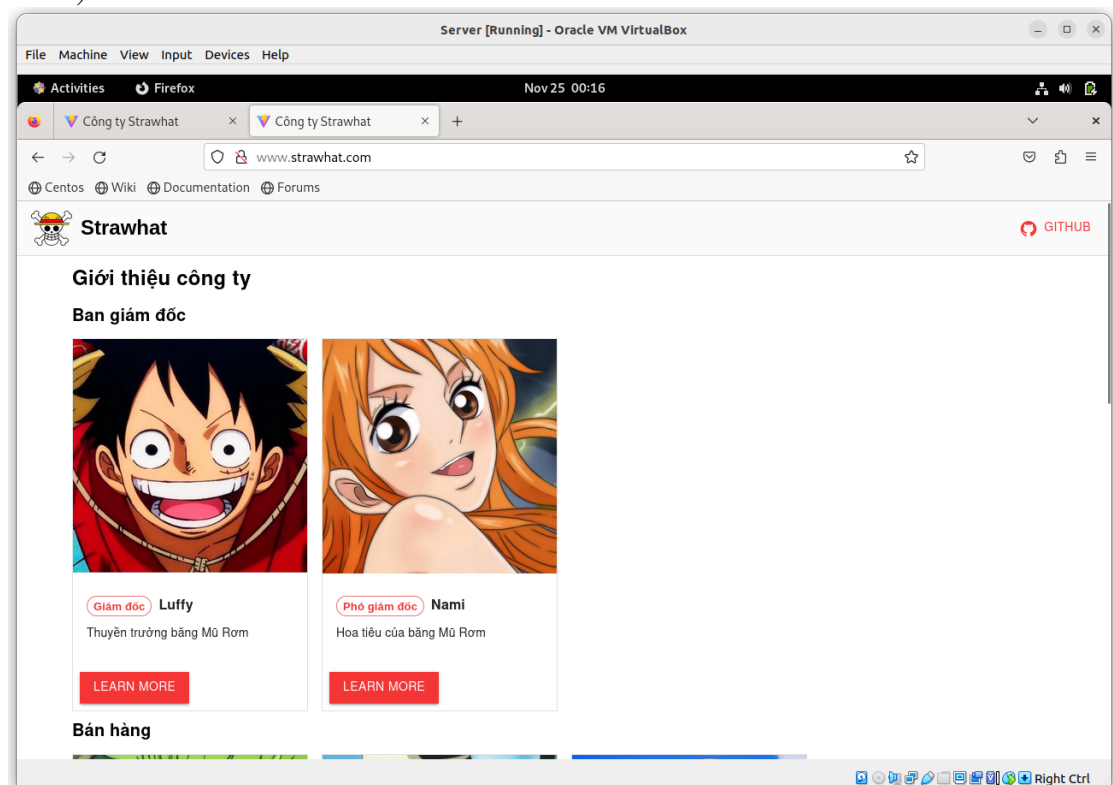 Server [Running] - Oracle VM VirtualBox
File Machine View Input Devices Help
Activities Firefox Nov 25 00:16
Công ty Strawhat Công ty Strawhat
www.strawhat.com
Centos Wiki Documentation Forums
Strawhat GITHUB
Giới thiệu công ty
Ban giám đốc
Giám đốc Luffy
Thuyền trưởng băng Mũ Rơm
LEARN MORE
Phó giám đốc Nami
Hoa tiêu của băng Mũ Rơm
LEARN MORE
Bán hàng
Right Ctrl